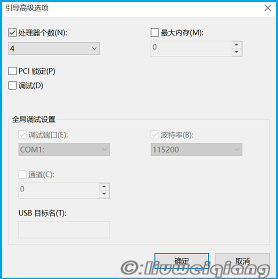 引导高级选项
处理器个数(N): 最大内存(M):
4 0
PCI 锁定(P)
调试(D)
全局调试设置
调试端口(E): 波特率(B):
COM1: 115200
通道(C)
0
USB 目标名(T):
©:liuweiqiang
确定 取消